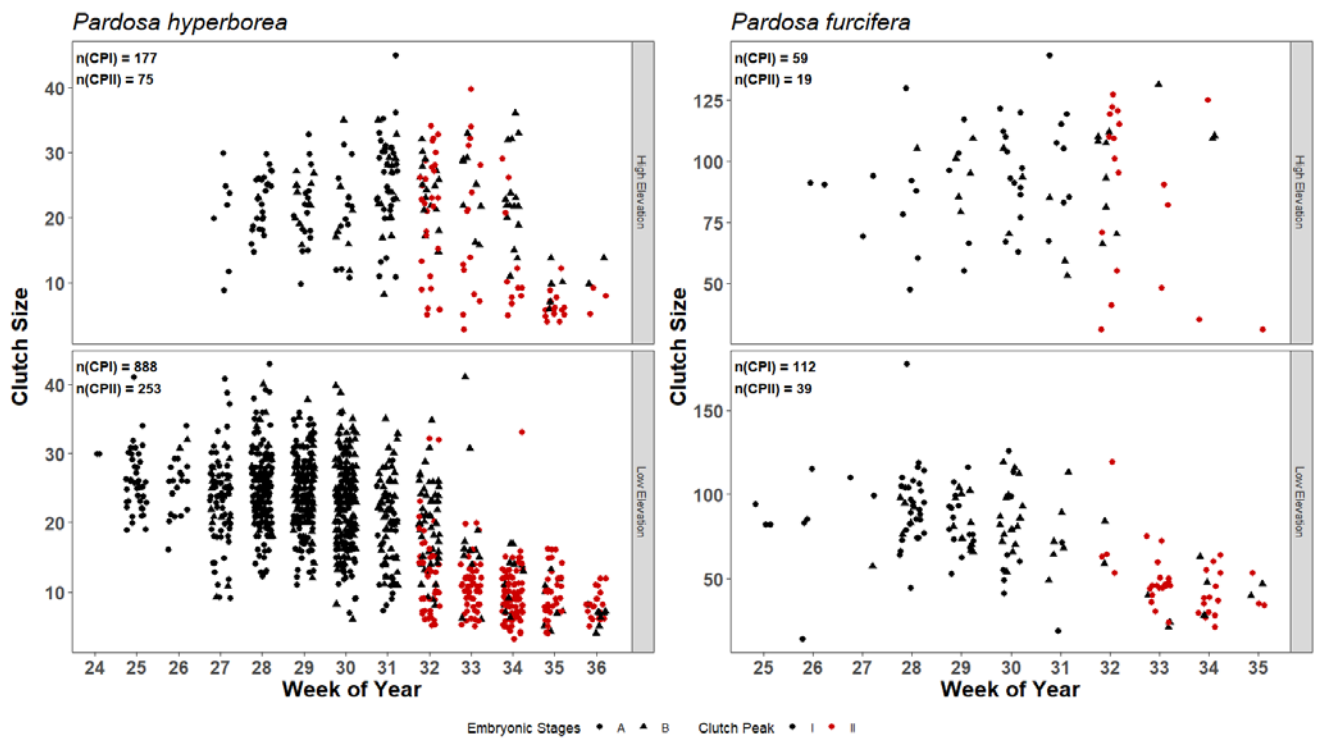 Pardosa hyperborea
Pardosa furcifera
n(CPI) = 177
n(CPII) = 75
40
30
20
10
High Elevation
n(CPI) = 59
n(CPII) = 19
125
100
75
50
High Elevation
Clutch Size
Clutch Size
n(CPI) = 888
n(CPII) = 253
40
30
20
10
Low Elevation
n(CPI) = 112
n(CPII) = 39
150
100
50
Low Elevation
24 25 26 27 28 29 30 31 32 33 34 35 36
25 26 27 28 29 30 31 32 33 34 35
Week of Year
Week of Year
Embryonic Stages A B Clutch Peak I II